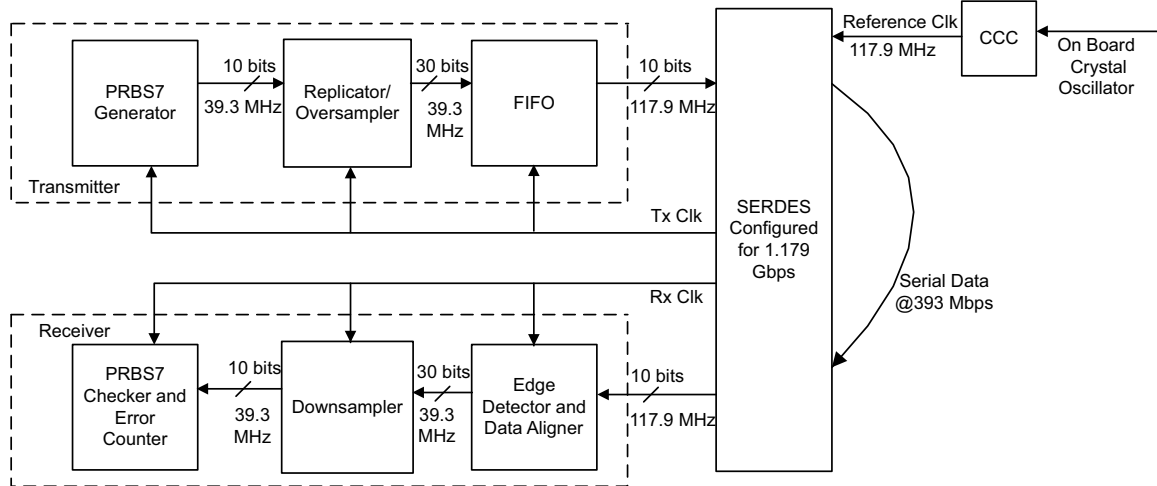 Reference Clk
117.9 MHz
CCC
On Board
Crystal
Oscillator
PRBS7
Generator
10 bits
39.3 MHz
Replicator/
Oversampler
30 bits
39.3
MHz
FIFO
10 bits
117.9 MHz
Transmitter
Tx Clk
SERDES
Configured
for 1.179
Gbps
Serial Data
@393 Mbps
Rx Clk
Receiver
PRBS7
Checker and
Error
Counter
10 bits
39.3
MHz
Downsampler
30 bits
39.3
MHz
Edge
Detector and
Data Aligner
10 bits
117.9 MHz